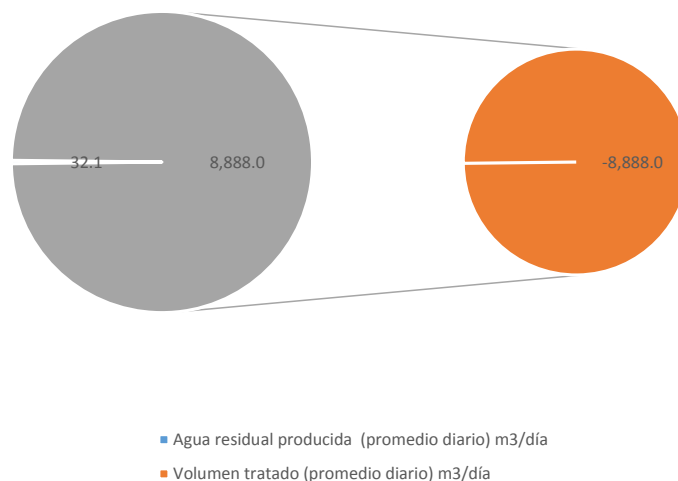 32.1 8,888.0 -8,888.0
Agua residual producida (promedio diario) m3/día
Volumen tratado (promedio diario) m3/día